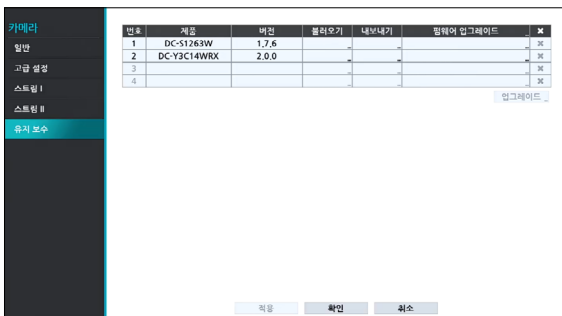 카메라
일반
고급 설정
스트림 I
스트림 II
유지 보수
번호 제품 버전 불러오기 내보내기 펌웨어 업그레이드 _ ✖
1 DC-S1263W 1,7,6 _ _ _ ✖
2 DC-Y3C14WRX 2,0,0 _ _ _ ✖
3 _ _ _ ✖
4 _ _ _ ✖
업그레이드 _
적용 확인 취소